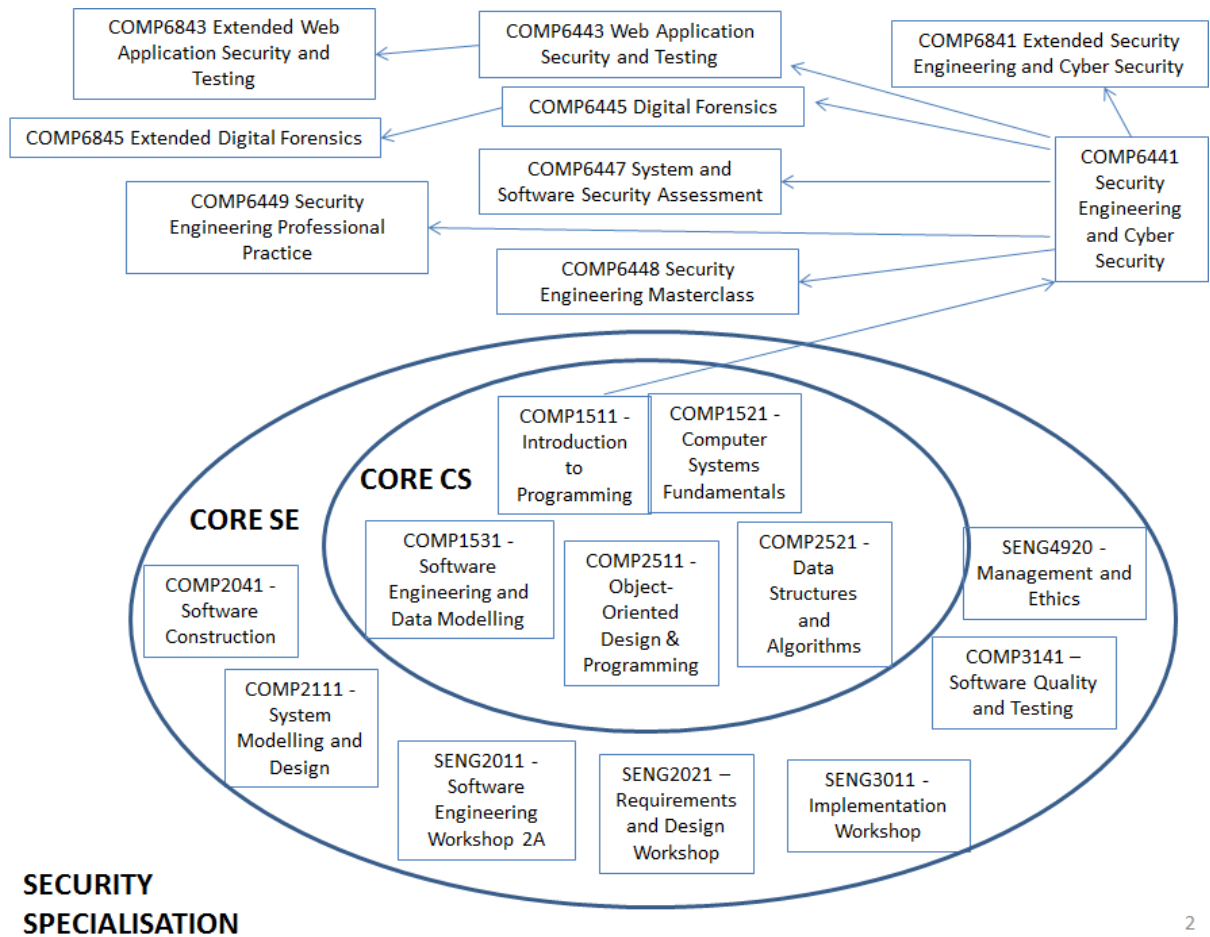 COMP6843 Extended Web
Application Security and
Testing
COMP6443 Web Application
Security and Testing
COMP6841 Extended Security
Engineering and Cyber Security
COMP6445 Digital Forensics
COMP6845 Extended Digital Forensics
COMP6447 System and
Software Security Assessment
COMP6441
Security
Engineering
and Cyber
Security
COMP6449 Security
Engineering Professional
Practice
COMP6448 Security
Engineering Masterclass
CORE CS
COMP1511 -
Introduction
to
Programming
COMP1521 -
Computer
Systems
Fundamentals
CORE SE
COMP1531 -
Software
Engineering and
Data Modelling
COMP2511 -
Object-
Oriented
Design &
Programming
COMP2521 -
Data
Structures
and
Algorithms
SENG4920 -
Management and
Ethics
COMP2041 -
Software
Construction
COMP3141 –
Software Quality
and Testing
COMP2111 -
System
Modelling and
Design
SENG2011 -
Software
Engineering
Workshop 2A
SENG2021 –
Requirements
and Design
Workshop
SENG3011 -
Implementation
Workshop
SECURITY
SPECIALISATION
2